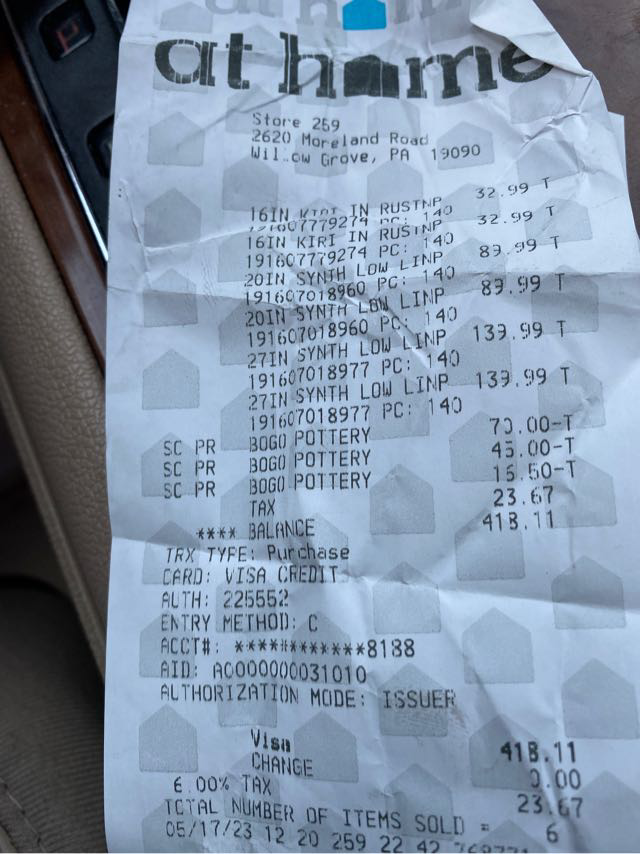 at home
at home
Store 259
2620 Moreland Road
Willow Grove, PA 19090
16IN KIRI IN RUSTNP 32.99 T
191607779274 PC: 140
16IN KIRI IN RUSTNP 32.99 T
191607779274 PC: 140
20IN SYNTH LOW LINP 89.99 T
191607018960 PC: 140
20IN SYNTH LOW LINP 89.99 T
191607018960 PC: 140
27IN SYNTH LOW LINP 139.99 T
191607018977 PC: 140
27IN SYNTH LOW LINP 139.99 T
191607018977 PC: 140
SC PR BOGO POTTERY 70.00-T
SC PR BOGO POTTERY 45.00-T
SC PR BOGO POTTERY 16.50-T
TAX 23.67
**** BALANCE 418.11
TRX TYPE: Purchase
CARD: VISA CREDIT
AUTH: 226552
ENTRY METHOD: C
ACCT#: ************8188
AID: A0000000031010
AUTHORIZATION MODE: ISSUER
Visa 418.11
CHANGE 0.00
6.00% TAX 23.67
TOTAL NUMBER OF ITEMS SOLD = 6
05/17/23 12 20 259 22 42